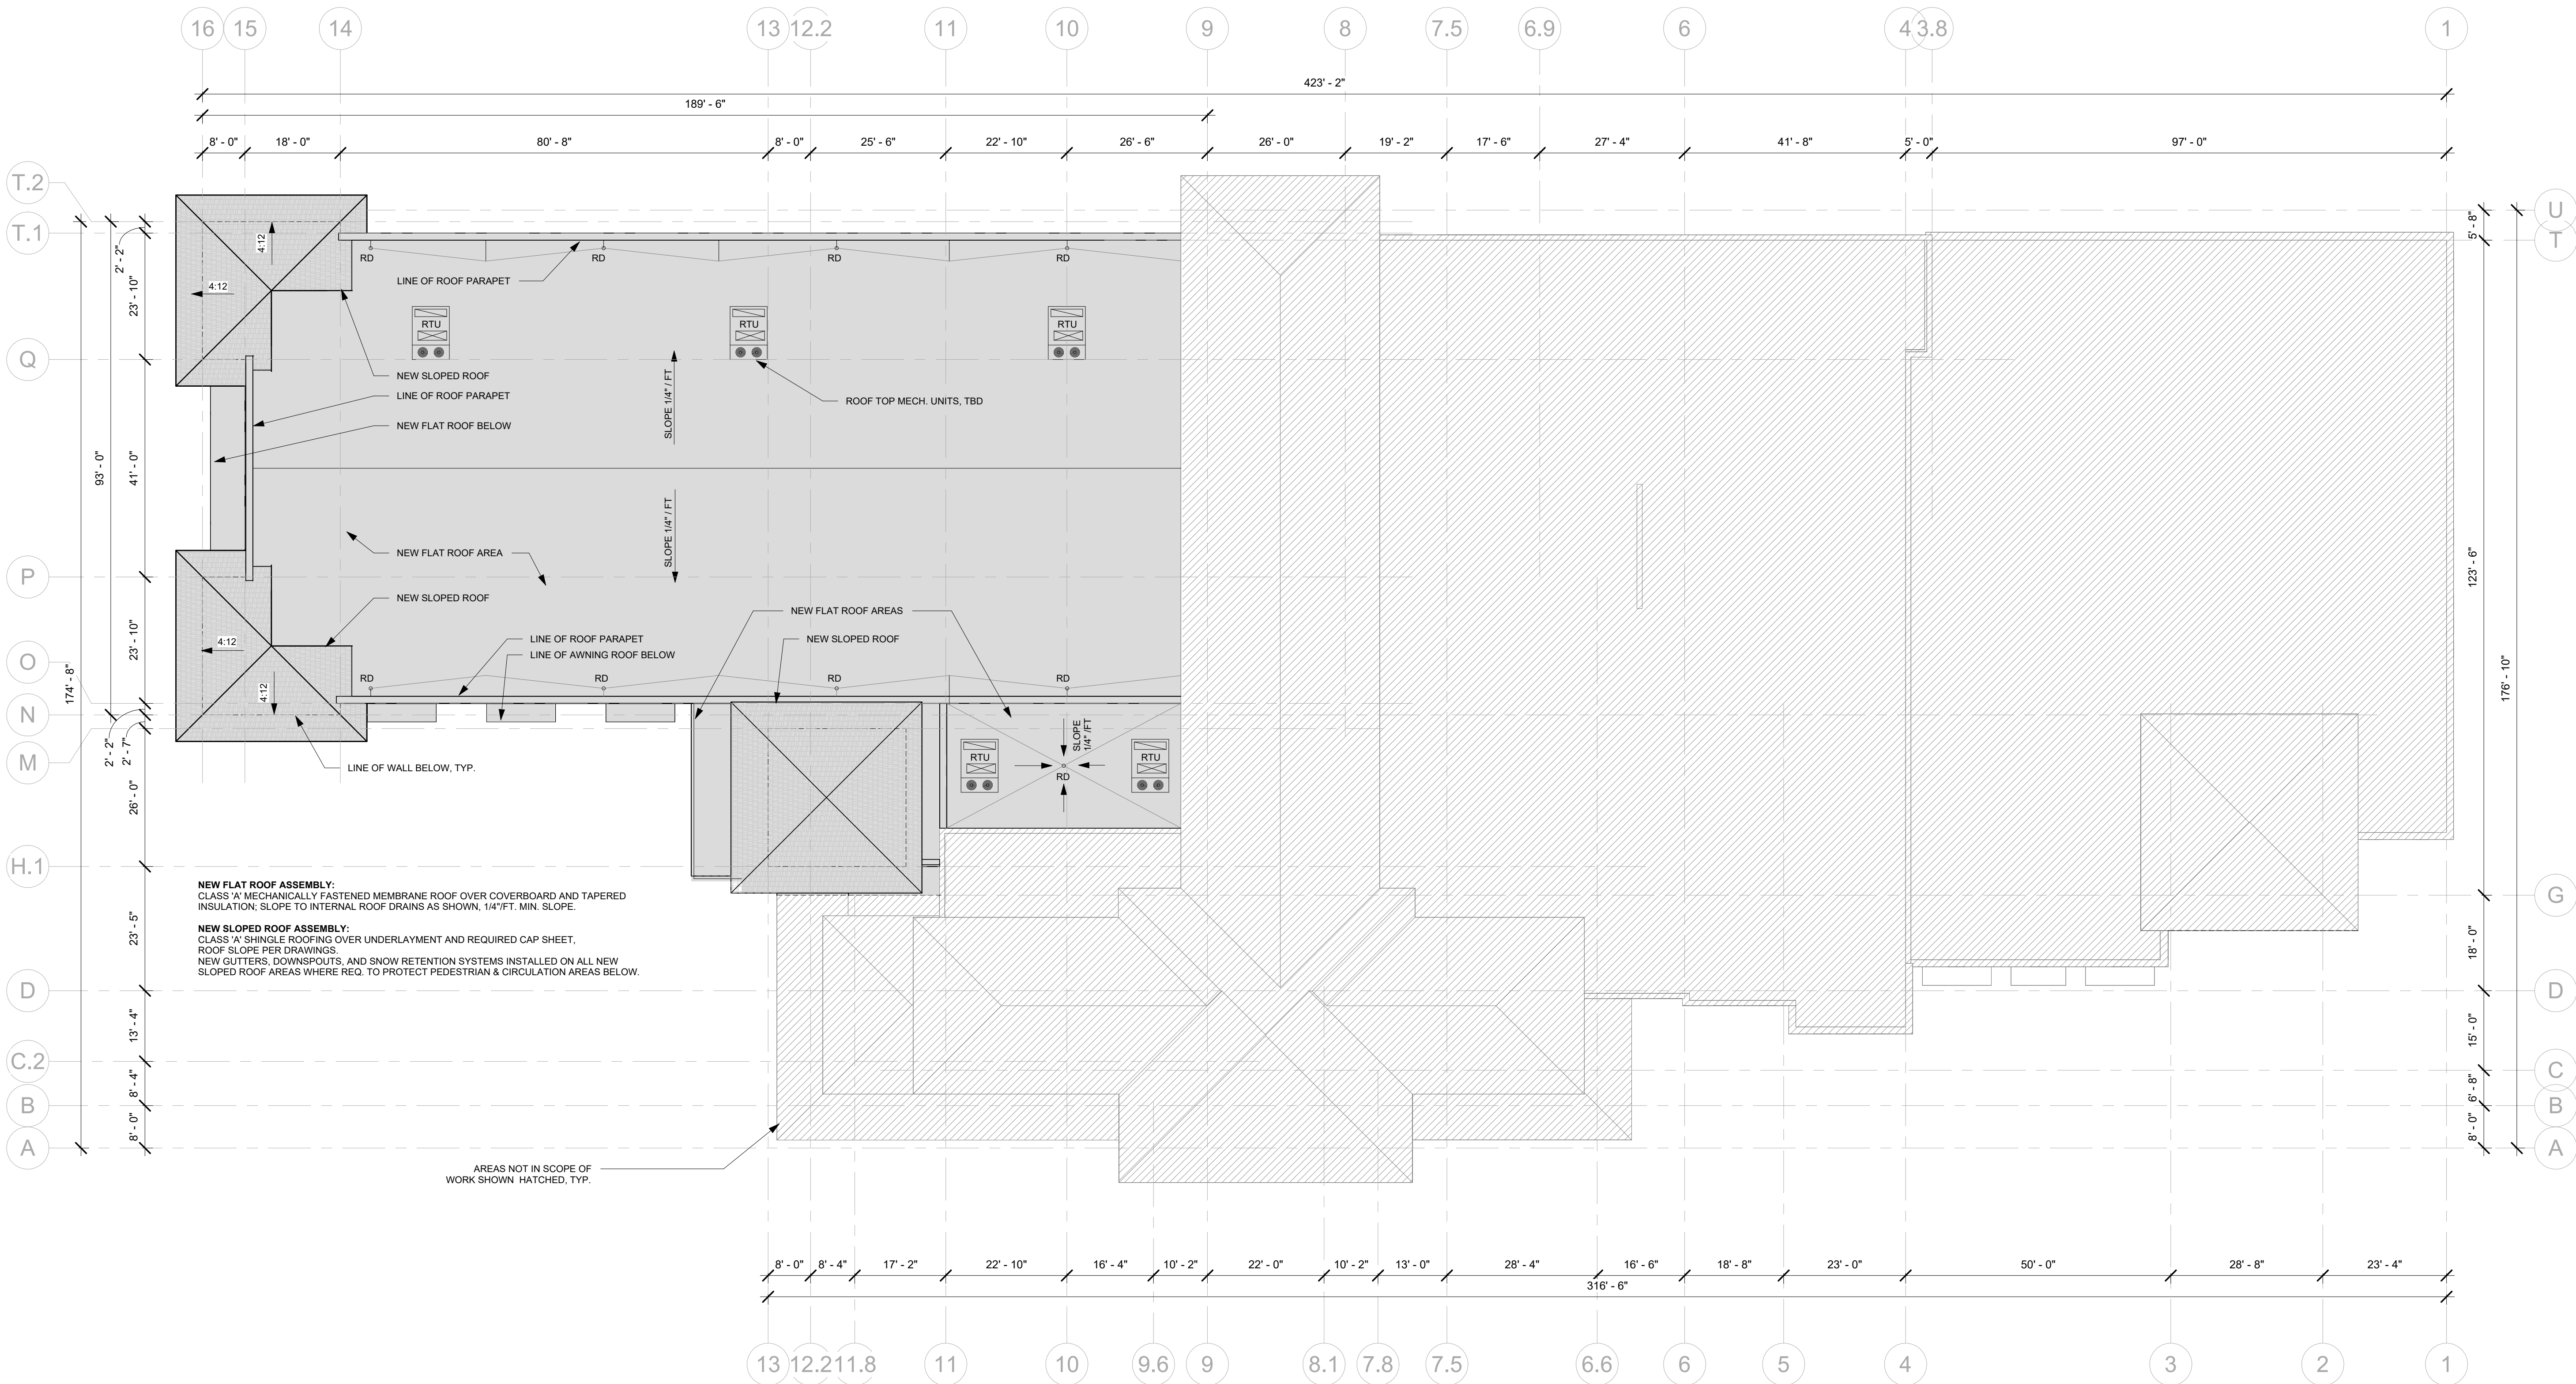 16 15 14 13 12.2 11 10 9 8 7.5 6.9 6 4 3.8 1
423' - 2"
189' - 6"
8' - 0" 18' - 0" 80' - 8" 8' - 0" 25' - 6" 22' - 10" 26' - 6" 26' - 0" 19' - 2" 17' - 6" 27' - 4" 41' - 8" 5' - 0" 97' - 0"
T.2
T.1
Q
P
O
N
M
H.1
D
C.2
B
A
174' - 8"
93' - 0"
2' - 2"
23' - 10"
41' - 0"
23' - 10"
2' - 2"
2' - 7"
26' - 0"
23' - 5"
13' - 4"
8' - 4"
8' - 0"
4:12
4:12
RD RD RD RD
LINE OF ROOF PARAPET
RTU RTU RTU
NEW SLOPED ROOF
LINE OF ROOF PARAPET
NEW FLAT ROOF BELOW
SLOPE 1/4" / FT
ROOF TOP MECH. UNITS, TBD
SLOPE 1/4" / FT
NEW FLAT ROOF AREA
NEW SLOPED ROOF
NEW FLAT ROOF AREAS
LINE OF ROOF PARAPET
NEW SLOPED ROOF
LINE OF AWNING ROOF BELOW
4:12
4:12
RD RD RD RD
SLOPE
1/4" /FT
RTU RTU
RD
LINE OF WALL BELOW, TYP.
NEW FLAT ROOF ASSEMBLY:
CLASS 'A' MECHANICALLY FASTENED MEMBRANE ROOF OVER COVERBOARD AND TAPERED
INSULATION; SLOPE TO INTERNAL ROOF DRAINS AS SHOWN, 1/4"/FT. MIN. SLOPE.
NEW SLOPED ROOF ASSEMBLY:
CLASS 'A' SHINGLE ROOFING OVER UNDERLAYMENT AND REQUIRED CAP SHEET,
ROOF SLOPE PER DRAWINGS.
NEW GUTTERS, DOWNSPOUTS, AND SNOW RETENTION SYSTEMS INSTALLED ON ALL NEW
SLOPED ROOF AREAS WHERE REQ. TO PROTECT PEDESTRIAN & CIRCULATION AREAS BELOW.
AREAS NOT IN SCOPE OF
WORK SHOWN HATCHED, TYP.
U
T
G
D
C
B
A
5' - 8"
123' - 6"
176' - 10"
18' - 0"
15' - 0"
6' - 8"
8' - 0"
8' - 0" 8' - 4" 17' - 2" 22' - 10" 16' - 4" 10' - 2" 22' - 0" 10' - 2" 13' - 0" 28' - 4" 16' - 6" 18' - 8" 23' - 0" 50' - 0" 28' - 8" 23' - 4"
316' - 6"
13 12.2 11.8 11 10 9.6 9 8.1 7.8 7.5 6.6 6 5 4 3 2 1